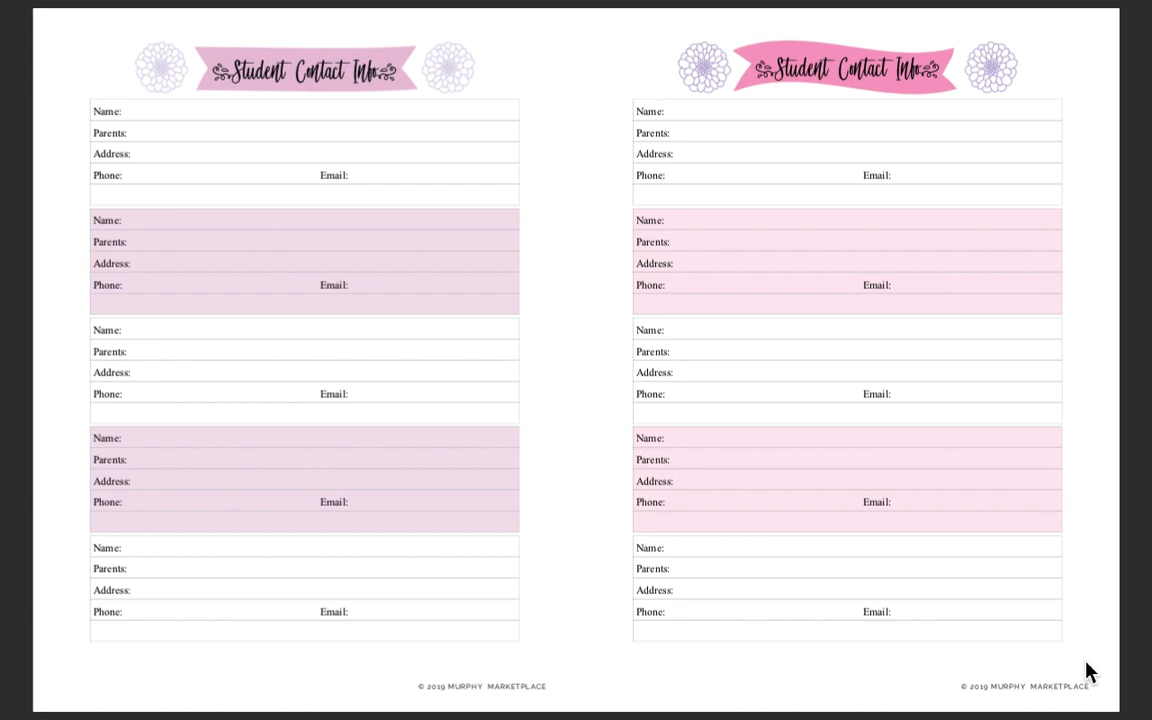 Student Contact Info
Name:
Parents:
Address:
Phone: Email:
Name:
Parents:
Address:
Phone: Email:
Name:
Parents:
Address:
Phone: Email:
Name:
Parents:
Address:
Phone: Email:
Name:
Parents:
Address:
Phone: Email:
© 2019 MURPHY MARKETPLACE
Student Contact Info
Name:
Parents:
Address:
Phone: Email:
Name:
Parents:
Address:
Phone: Email:
Name:
Parents:
Address:
Phone: Email:
Name:
Parents:
Address:
Phone: Email:
Name:
Parents:
Address:
Phone: Email:
© 2019 MURPHY MARKETPLACE